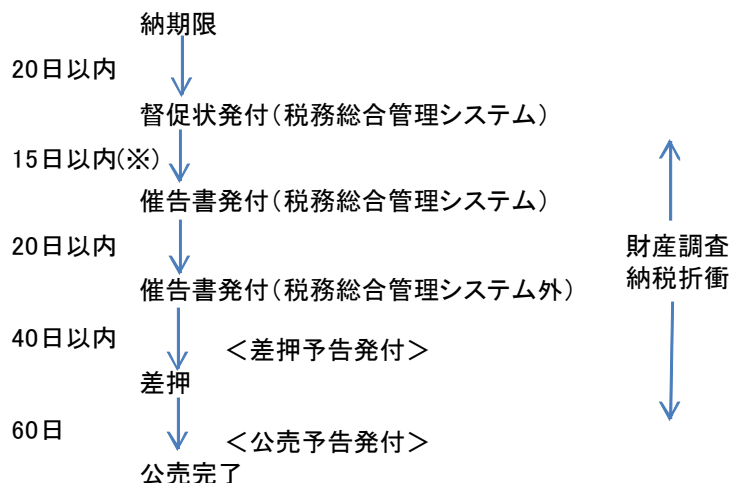 納期限
20日以内
督促状発付（税務総合管理システム）
15日以内(※)
催告書発付（税務総合管理システム）
20日以内
催告書発付（税務総合管理システム外）
財産調査
納税折衝
40日以内
＜差押予告発付＞
差押
60日
＜公売予告発付＞
公売完了